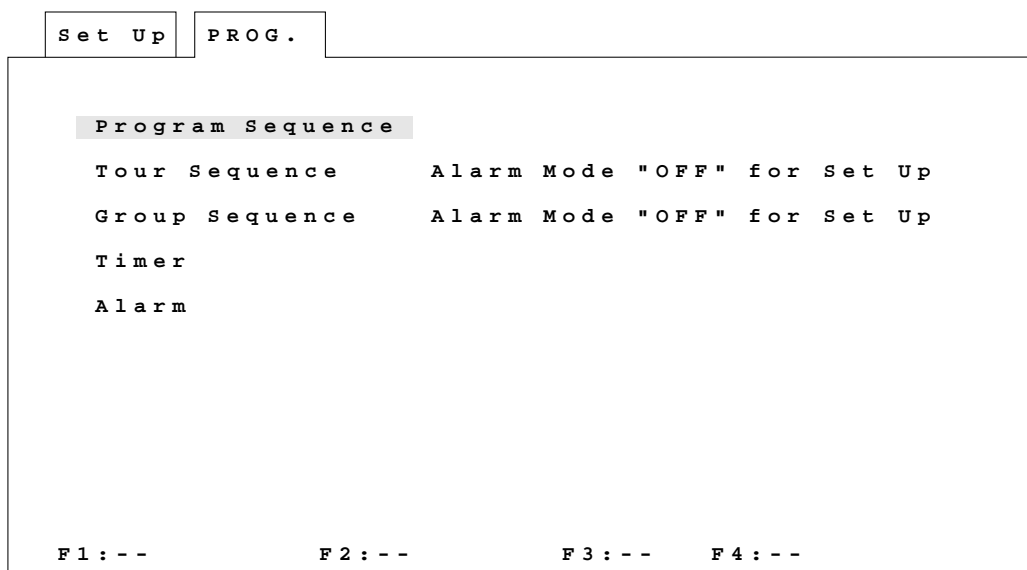 Set Up PROG.
Program Sequence
Tour Sequence Alarm Mode "OFF" for Set Up
Group Sequence Alarm Mode "OFF" for Set Up
Timer
Alarm
F1:-- F2:-- F3:-- F4:--